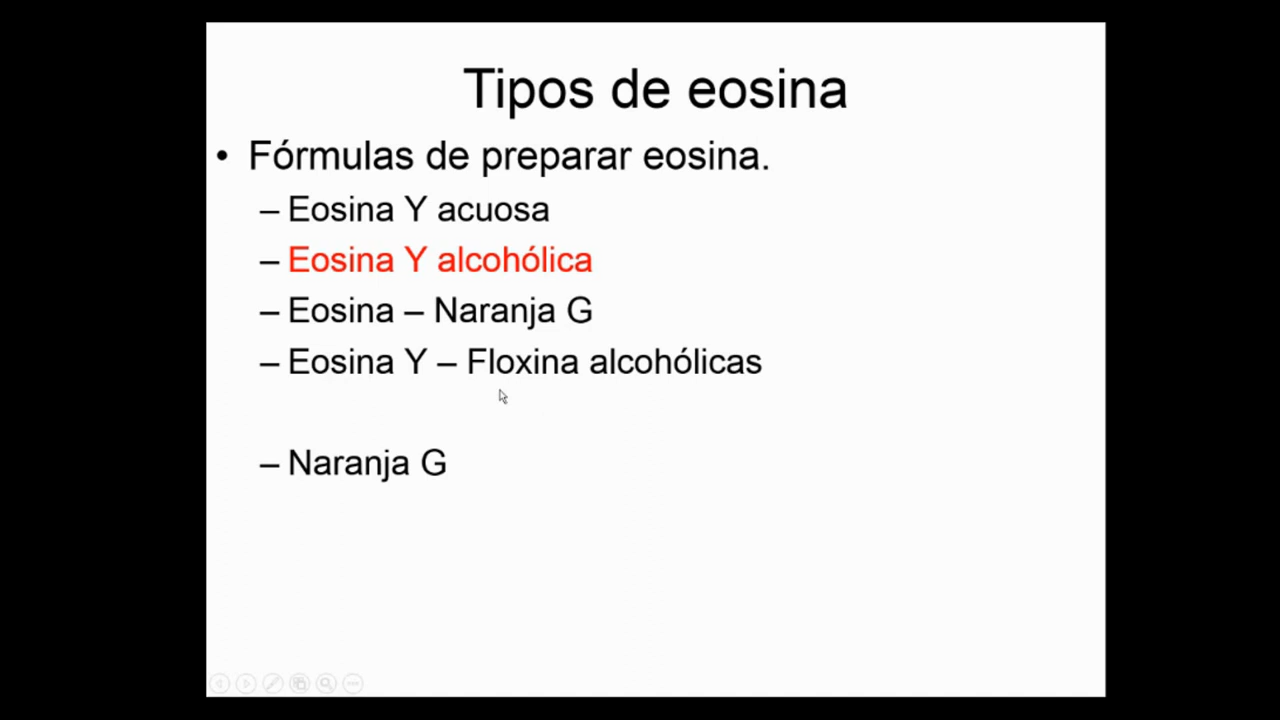 Tipos de eosina
• Fórmulas de preparar eosina.
– Eosina Y acuosa
– Eosina Y alcohólica
– Eosina – Naranja G
– Eosina Y – Floxina alcohólicas
– Naranja G